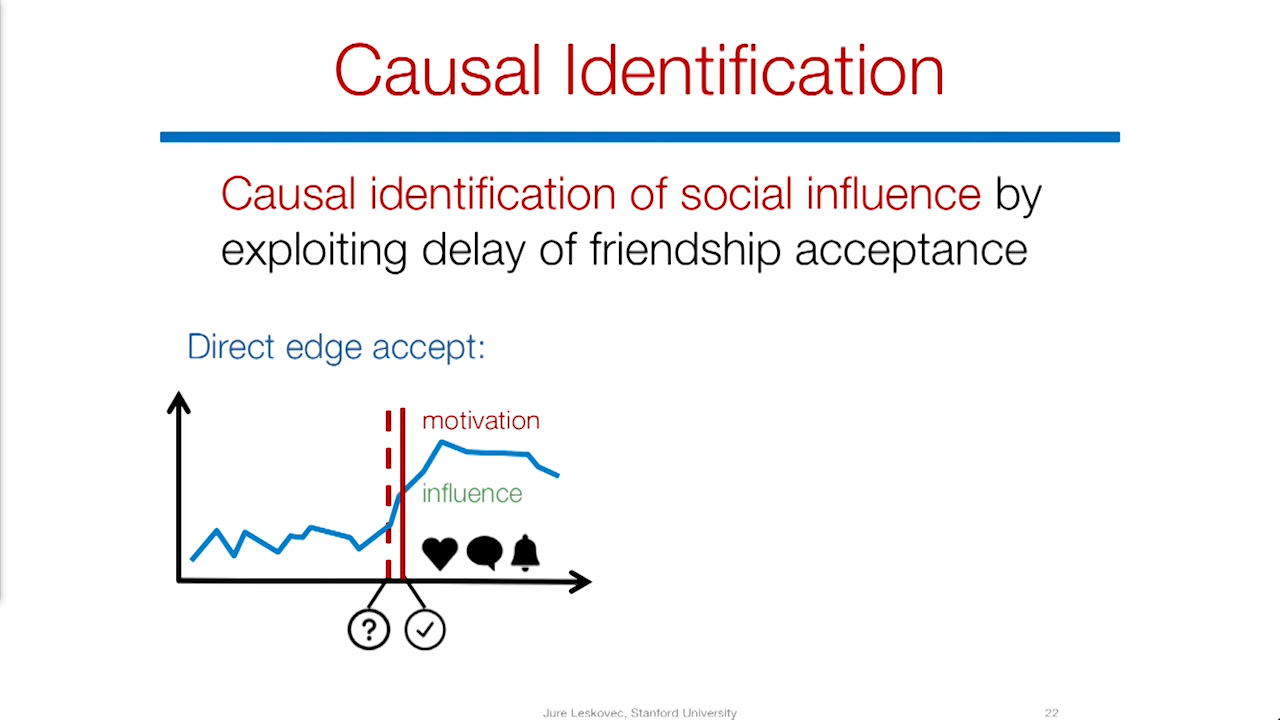 Causal Identification
Causal identification of social influence by
exploiting delay of friendship acceptance
Direct edge accept:
motivation
influence
?
Jure Leskovec, Stanford University
22